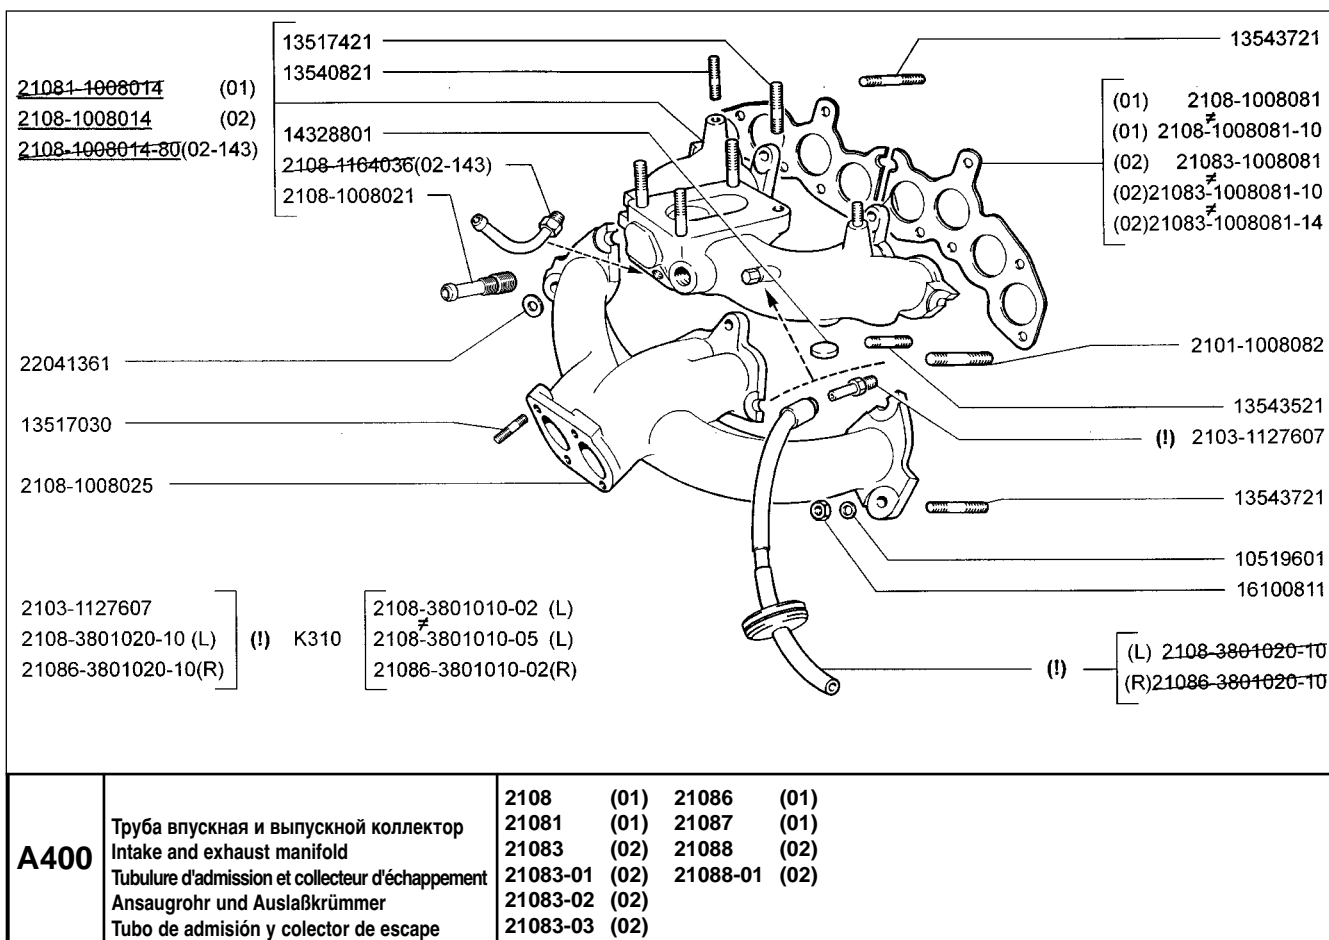 13517421
13540821
14328801
2108-1164036(02-143)
2108-1008021
21081-1008014 (01)
2108-1008014 (02)
2108-1008014-80(02-143)
13543721
(01) 2108-1008081
≠
(01) 2108-1008081-10
(02) 21083-1008081
≠
(02)21083-1008081-10
≠
(02)21083-1008081-14
22041361
13517030
2108-1008025
2101-1008082
13543521
(!) 2103-1127607
13543721
10519601
16100811
2103-1127607
2108-3801020-10 (L)
21086-3801020-10(R)
(!) K310
2108-3801010-02 (L)
≠
2108-3801010-05 (L)
21086-3801010-02(R)
(!)
(L) 2108-3801020-10
(R)21086-3801020-10
A400
Труба впускная и выпускной коллектор
Intake and exhaust manifold
Tubulure d'admission et collecteur d'échappement
Ansaugrohr und Auslaßkrümmer
Tubo de admisión y colector de escape
2108 (01) 21086 (01)
21081 (01) 21087 (01)
21083 (02) 21088 (02)
21083-01 (02) 21088-01 (02)
21083-02 (02)
21083-03 (02)